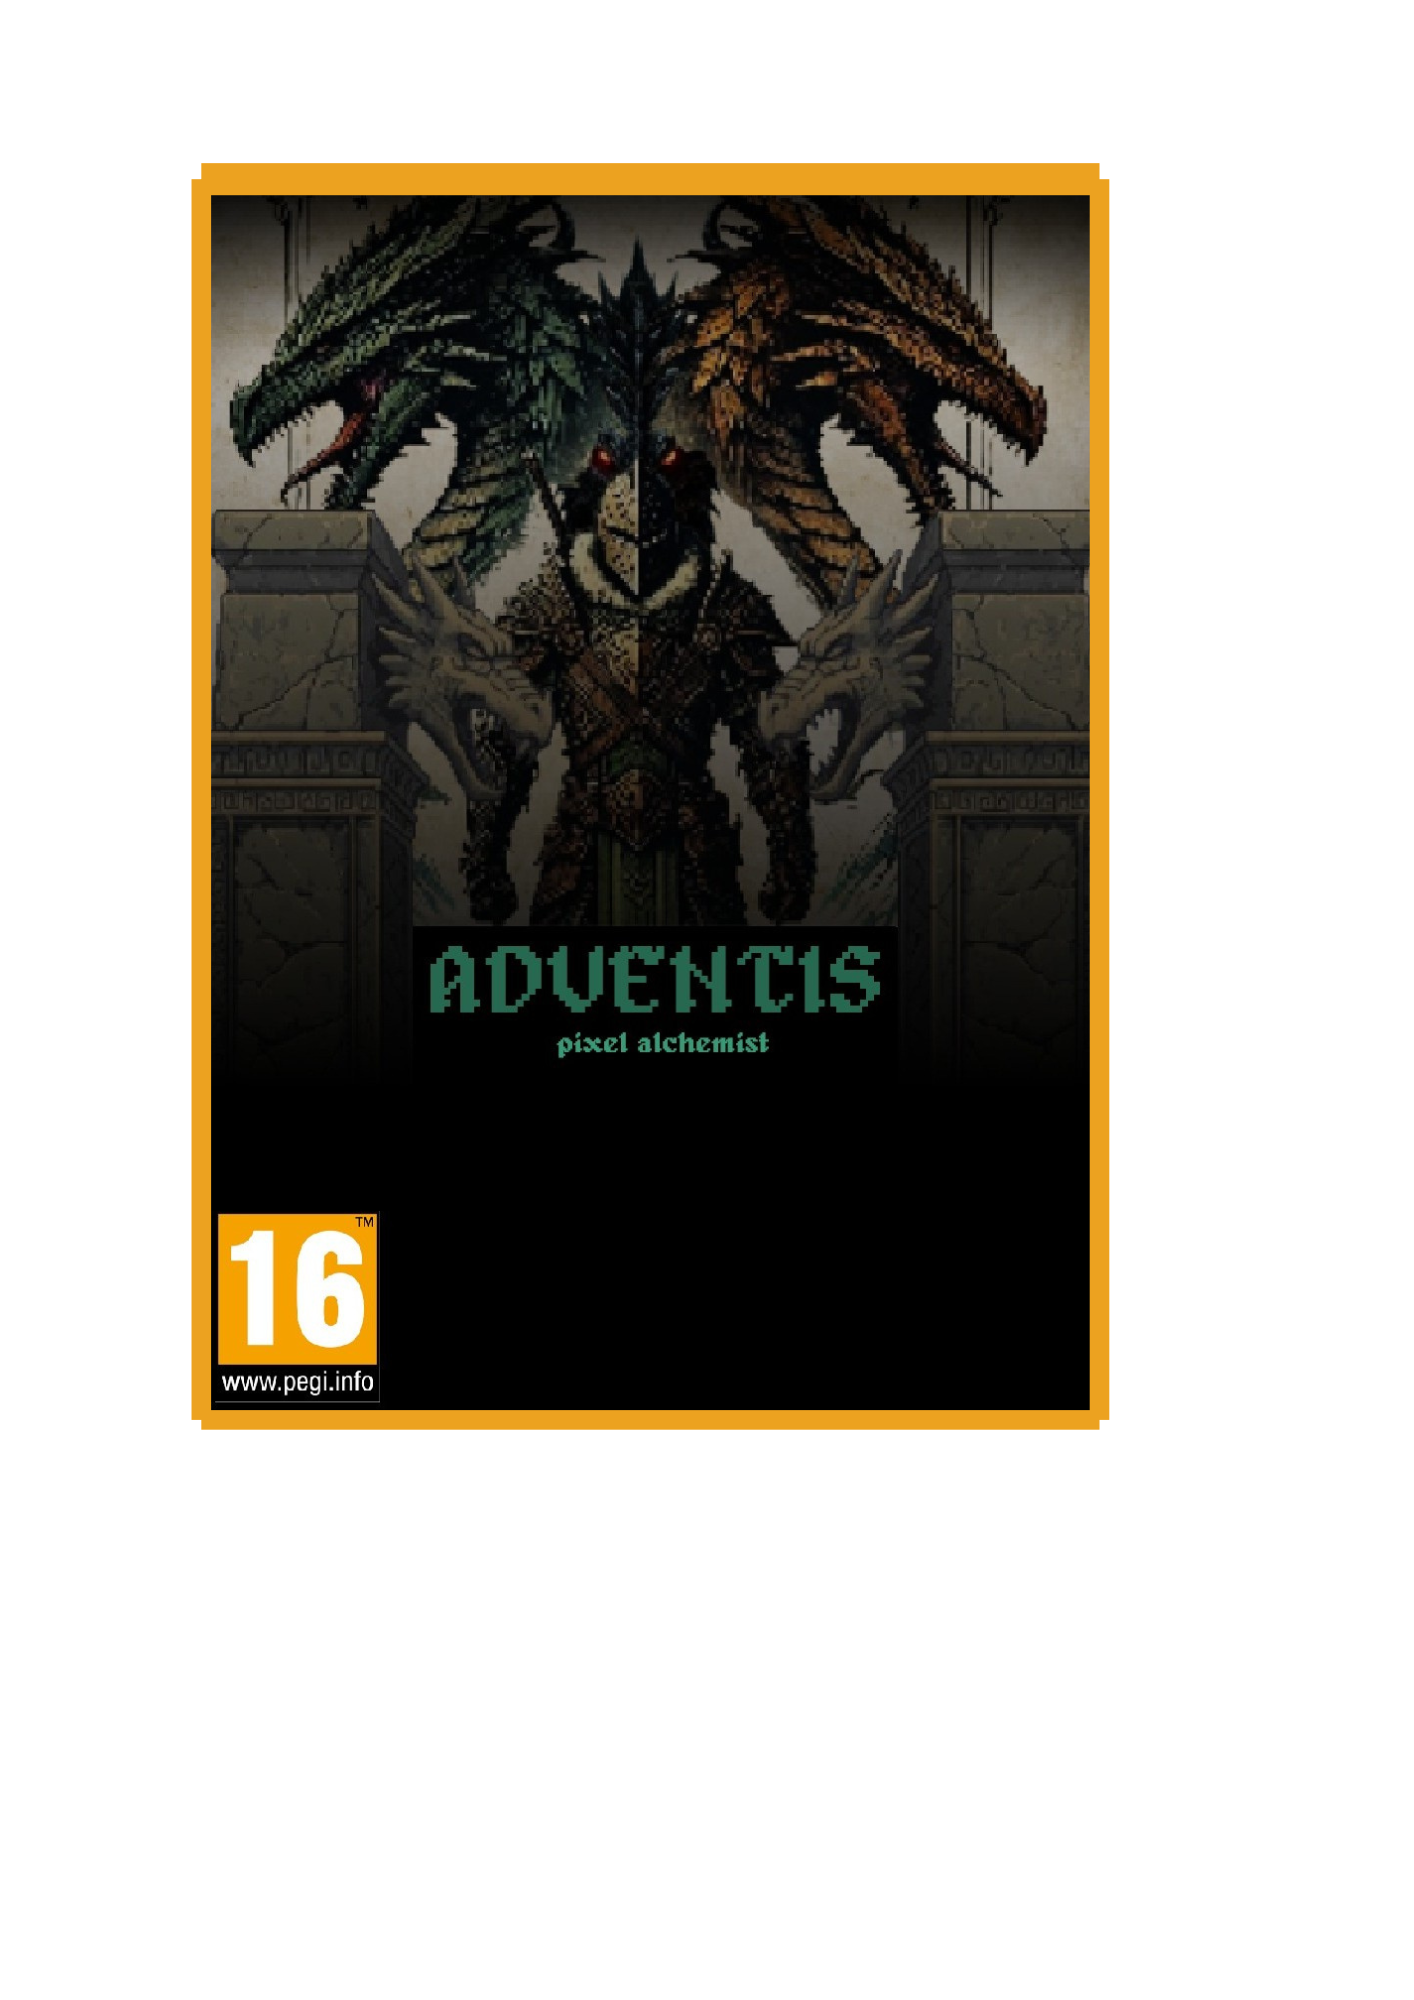 ADVENTIS
pixel alchemist
TM
16
www.pegi.info